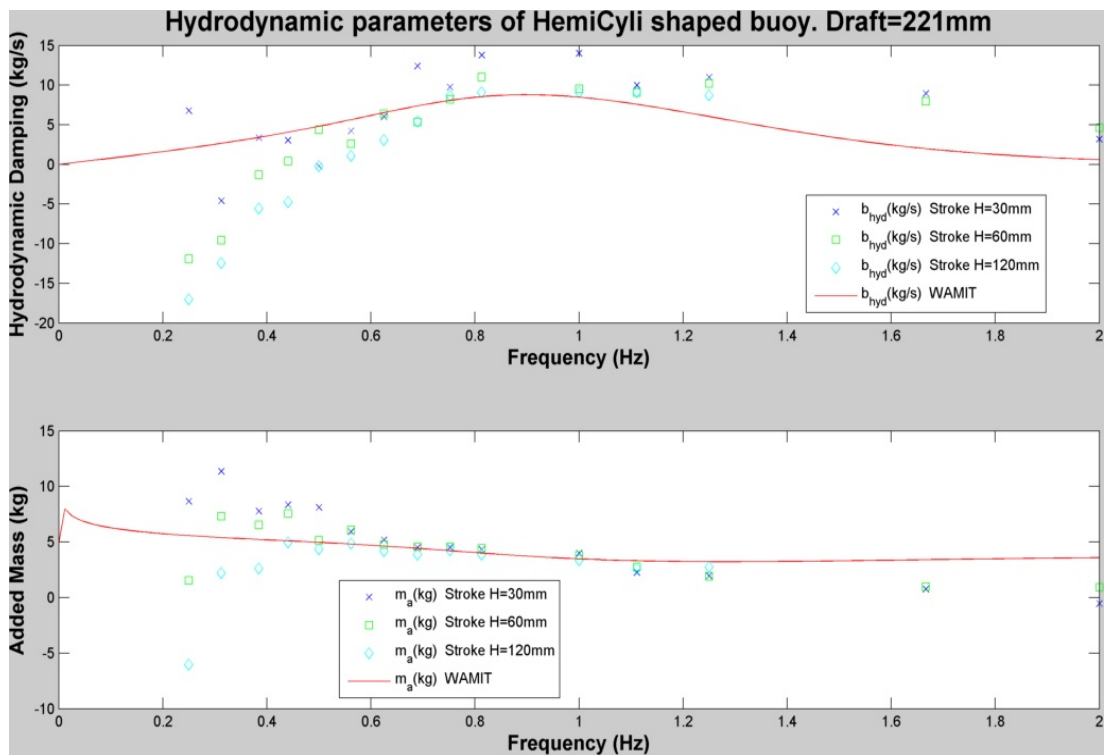 Hydrodynamic parameters of HemiCyli shaped buoy. Draft=221mm
Hydrodynamic Damping (kg/s)
15
10
5
0
-5
-10
-15
-20
b_hyd(kg/s) Stroke H=30mm
b_hyd(kg/s) Stroke H=60mm
b_hyd(kg/s) Stroke H=120mm
b_hyd(kg/s) WAMIT
0 0.2 0.4 0.6 0.8 1 1.2 1.4 1.6 1.8 2
Frequency (Hz)
Added Mass (kg)
15
10
5
0
-5
-10
m_a(kg) Stroke H=30mm
m_a(kg) Stroke H=60mm
m_a(kg) Stroke H=120mm
m_a(kg) WAMIT
0 0.2 0.4 0.6 0.8 1 1.2 1.4 1.6 1.8 2
Frequency (Hz)